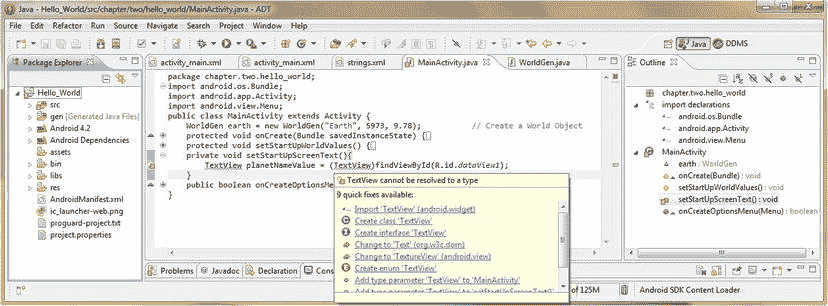 Java - Hello_World/src/chapter/two/hello_world/MainActivity.java - ADT
File Edit Run Source Navigate Search Project Refactor Window Help
Java DDMS
Package Explorer
Hello_World
src
gen [Generated Java Files]
Android 4.2
Android Dependencies
assets
bin
libs
res
AndroidManifest.xml
ic_launcher-web.png
proguard-project.txt
project.properties
activity_main.xml activity_main.xml strings.xml MainActivity.java WorldGen.java
package chapter.two.hello_world;
import android.os.Bundle;
import android.app.Activity;
import android.view.Menu;
public class MainActivity extends Activity {
WorldGen earth = new WorldGen("Earth", 5973, 9.78); // Create a World Object
protected void onCreate(Bundle savedInstanceState) {
protected void setStartUpWorldValues() {
private void setStartUpScreenText(){
TextView planetNameValue = (TextView)findViewById(R.id.dataView1);
}
public boolean onCreateOptionsMe
}
TextView cannot be resolved to a type
9 quick fixes available:
Import 'TextView' (android.widget)
Create class 'TextView'
Create interface 'TextView'
Change to 'Text' (org.w3c.dom)
Change to 'TextureView' (android.view)
Create enum 'TextView'
Add type parameter 'TextView' to 'MainActivity'
Add type parameter 'TextView' to 'setStartUpScreenText()'
Problems Javadoc Declaration Cons
Outline
chapter.two.hello_world
import declarations
android.os.Bundle
android.app.Activity
android.view.Menu
MainActivity
earth : WorldGen
onCreate(Bundle) : void
setStartUpWorldValues() : void
setStartUpScreenText() : void
onCreateOptionsMenu(Menu) : boolean
of 125M Android SDK Content Loader